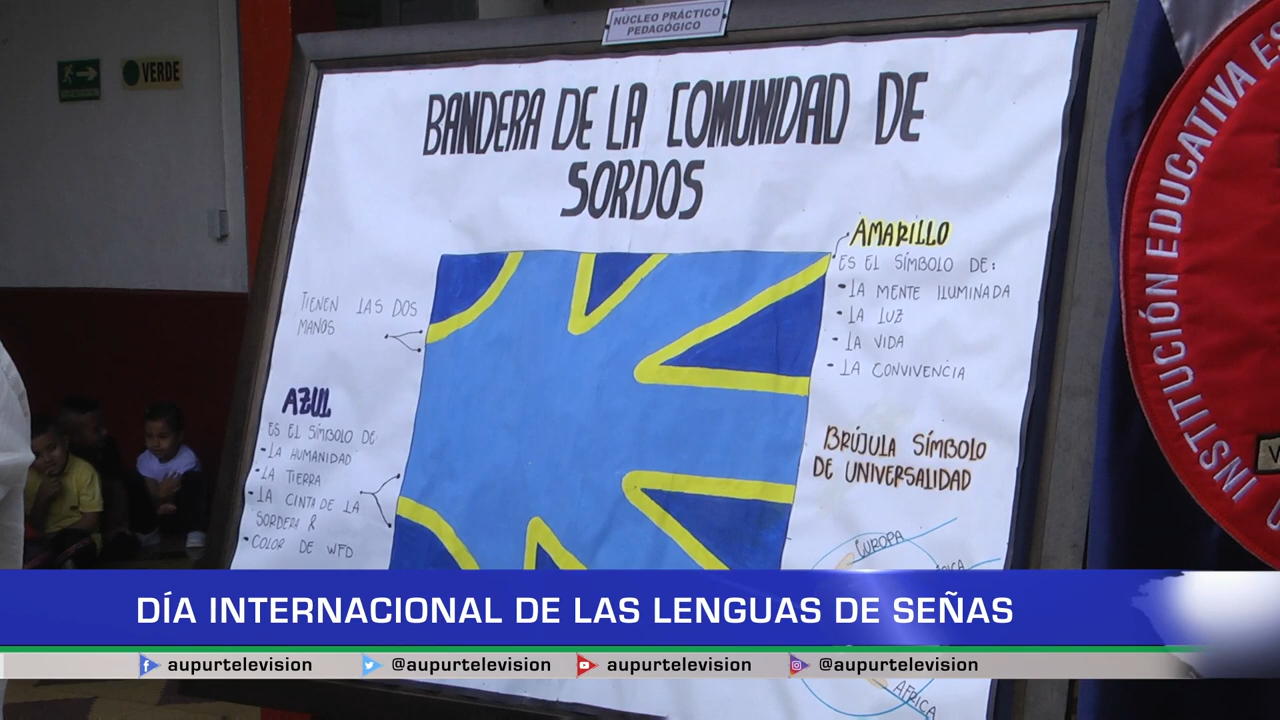 NÚCLEO PRÁCTICO
PEDAGÓGICO
VERDE
BANDERA DE LA COMUNIDAD DE
SORDOS
AMARILLO
ES EL SÍMBOLO DE:
• LA MENTE ILUMINADA
• LA LUZ
• LA VIDA
• LA CONVIVENCIA
TIENEN LAS DOS
MANOS
AZUL
ES EL SÍMBOLO DE
• LA HUMANIDAD
• LA TIERRA
• LA CINTA DE LA
SORDERA &
• COLOR DE WFD
BRÚJULA SÍMBOLO
DE UNIVERSALIDAD
EUROPA
AFRICA
INSTITUCIÓN EDUCATIVA
DÍA INTERNACIONAL DE LAS LENGUAS DE SEÑAS
aupurtelevision @aupurtelevision aupurtelevision @aupurtelevision